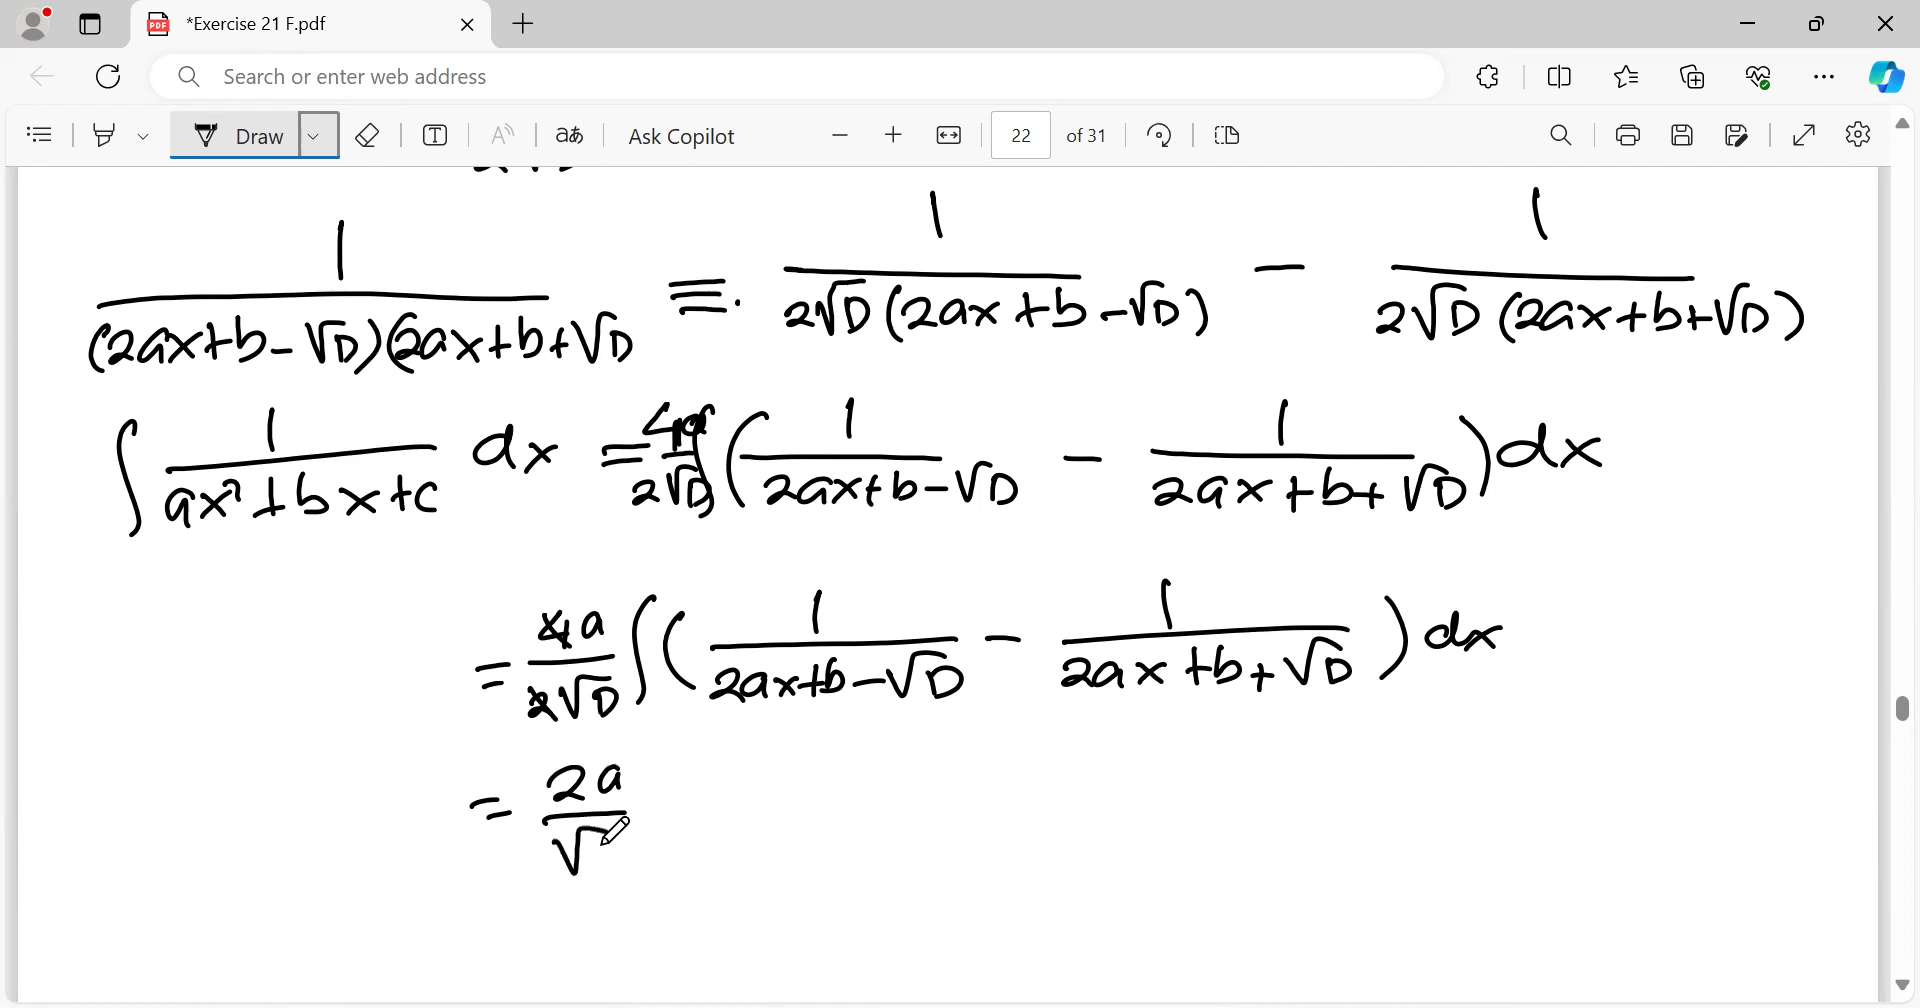 *Exercise 21 F.pdf
Search or enter web address
Draw
aあ
Ask Copilot
22 of 31
1/((2ax+b-√D)(2ax+b+√D) ≡. 1/(2√D(2ax+b-√D)) - 1/(2√D(2ax+b+√D))
∫ 1/(ax²+bx+c) dx = 4a/(2√D) ∫ (1/(2ax+b-√D) - 1/(2ax+b+√D)) dx
= 4a/(2√D) ∫ (1/(2ax+b-√D) - 1/(2ax+b+√D)) dx
= 2a/√